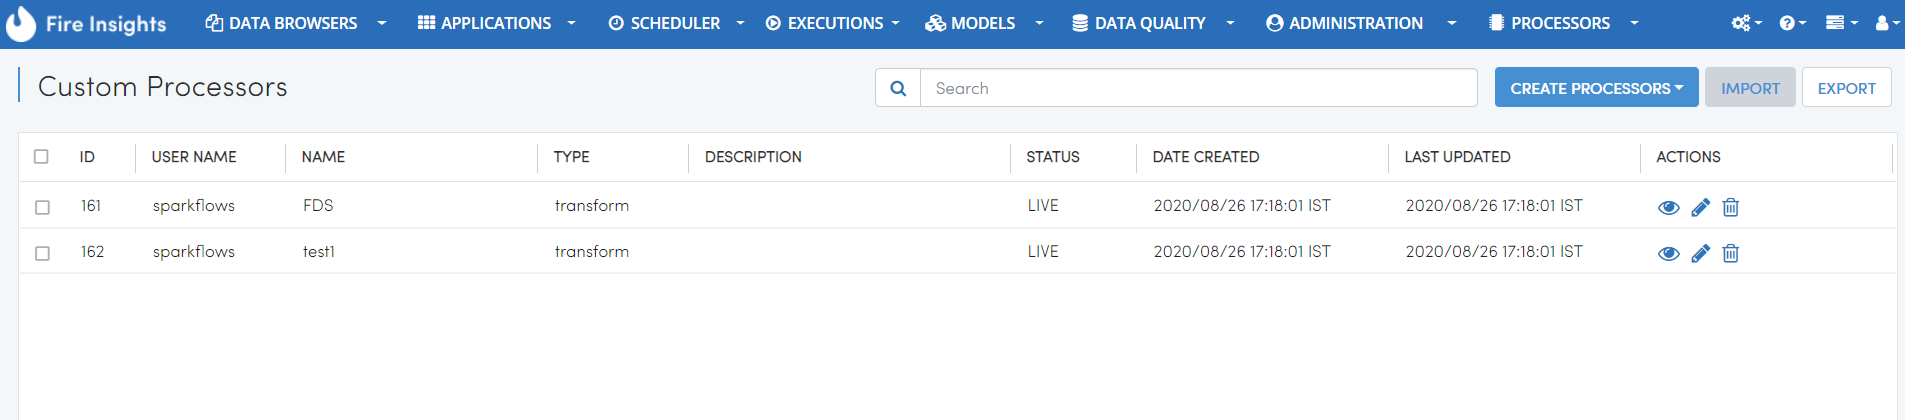 Fire Insights DATA BROWSERS APPLICATIONS SCHEDULER EXECUTIONS MODELS DATA QUALITY ADMINISTRATION PROCESSORS
Custom Processors Search CREATE PROCESSORS IMPORT EXPORT
ID USER NAME NAME TYPE DESCRIPTION STATUS DATE CREATED LAST UPDATED ACTIONS
161 sparkflows FDS transform LIVE 2020/08/26 17:18:01 IST 2020/08/26 17:18:01 IST
162 sparkflows test1 transform LIVE 2020/08/26 17:18:01 IST 2020/08/26 17:18:01 IST